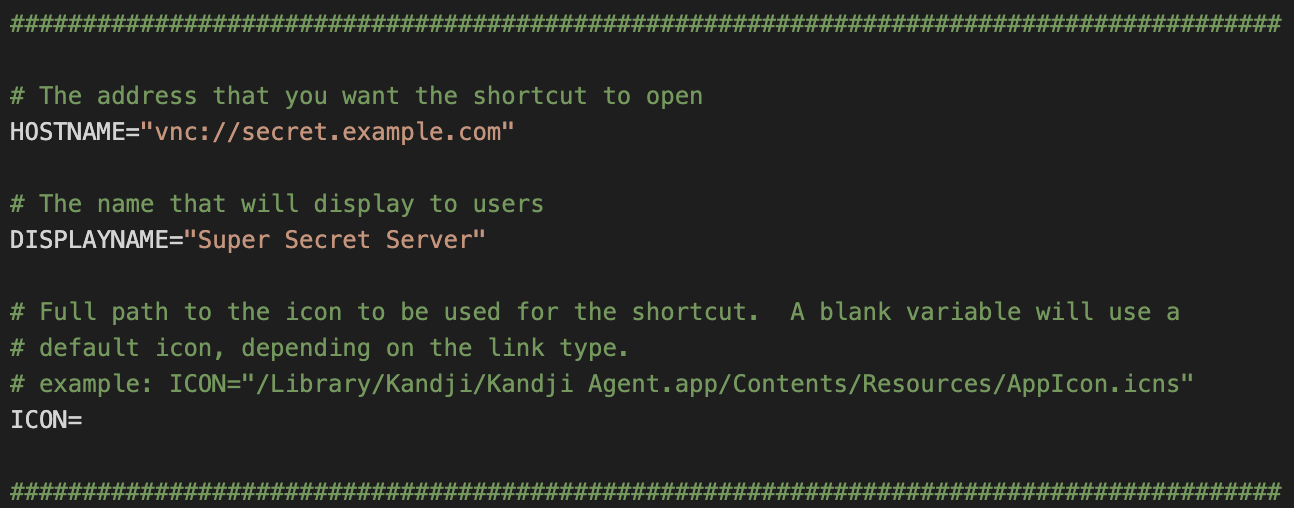 ########################################################################################
# The address that you want the shortcut to open
HOSTNAME="vnc://secret.example.com"
# The name that will display to users
DISPLAYNAME="Super Secret Server"
# Full path to the icon to be used for the shortcut.  A blank variable will use a
# default icon, depending on the link type.
# example: ICON="/Library/Kandji/Kandji Agent.app/Contents/Resources/AppIcon.icns"
ICON=
########################################################################################